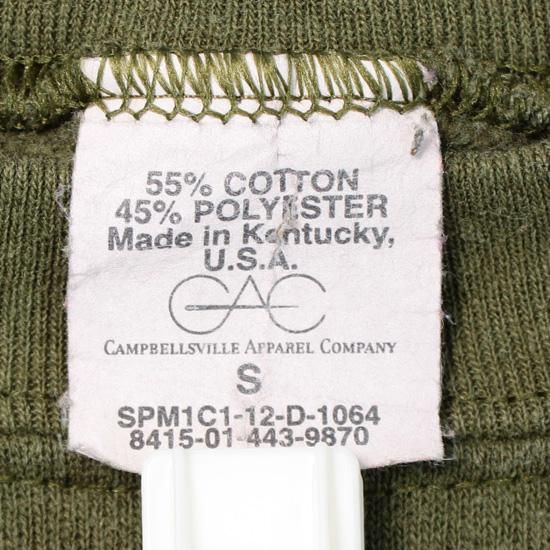 55% COTTON
45% POLYESTER
Made in Kentucky,
U.S.A.
CAC
CAMPBELLSVILLE APPAREL COMPANY
S
SPM1C1-12-D-1064
8415-01-443-9870